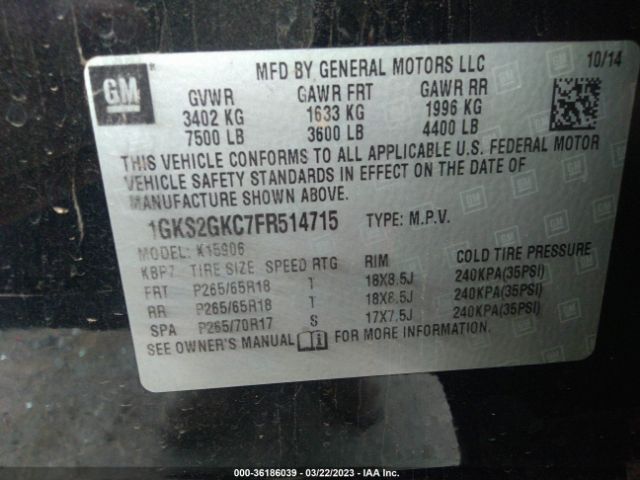 GM
MFD BY GENERAL MOTORS LLC 10/14
GVWR GAWR FRT GAWR RR
3402 KG 1633 KG 1996 KG
7500 LB 3600 LB 4400 LB
THIS VEHICLE CONFORMS TO ALL APPLICABLE U.S. FEDERAL MOTOR
VEHICLE SAFETY STANDARDS IN EFFECT ON THE DATE OF
MANUFACTURE SHOWN ABOVE.
1GKS2GKC7FR514715 TYPE: M.P.V.
MODEL: K15906
KBP7 TIRE SIZE SPEED RTG RIM COLD TIRE PRESSURE
FRT P265/65R18 T 18X8.5J 240KPA(35PSI)
RR P265/65R18 T 18X8.5J 240KPA(35PSI)
SPA P265/70R17 S 17X7.5J 240KPA(35PSI)
SEE OWNER'S MANUAL FOR MORE INFORMATION.
000-36186039 - 03/22/2023 - IAA Inc.